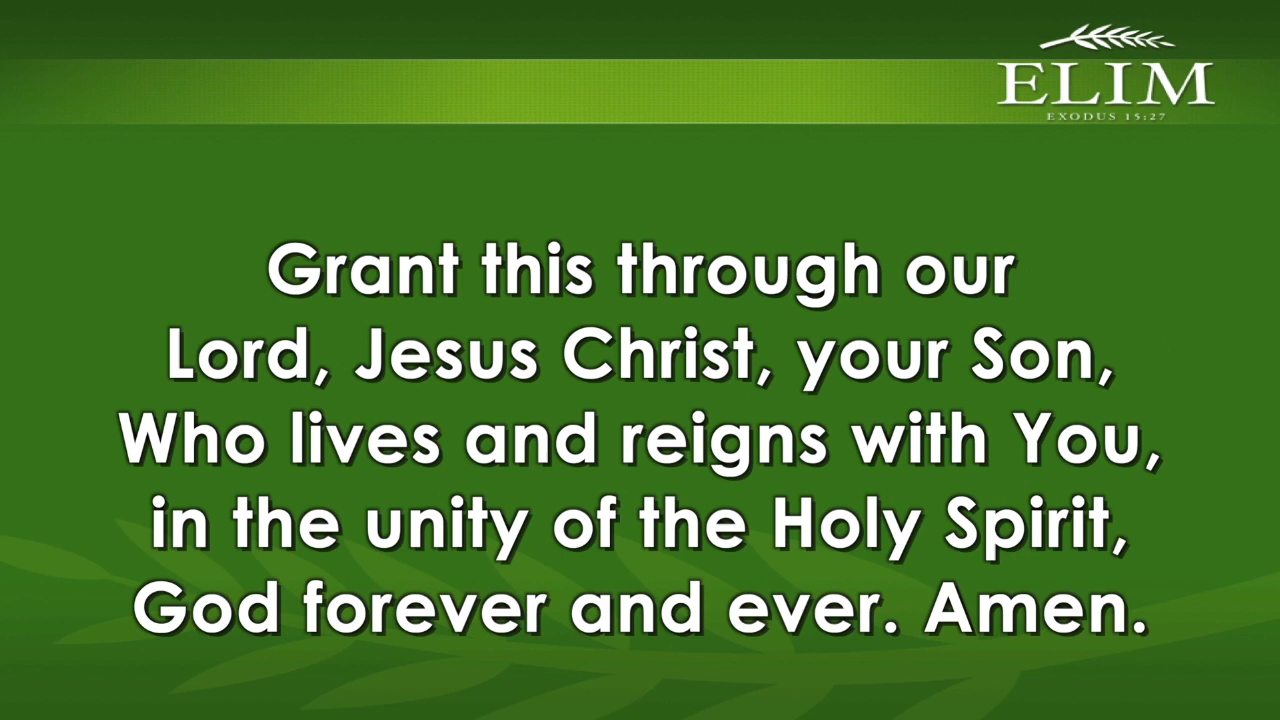 ELIM
EXODUS 15:27
Grant this through our
Lord, Jesus Christ, your Son,
Who lives and reigns with You,
in the unity of the Holy Spirit,
God forever and ever. Amen.